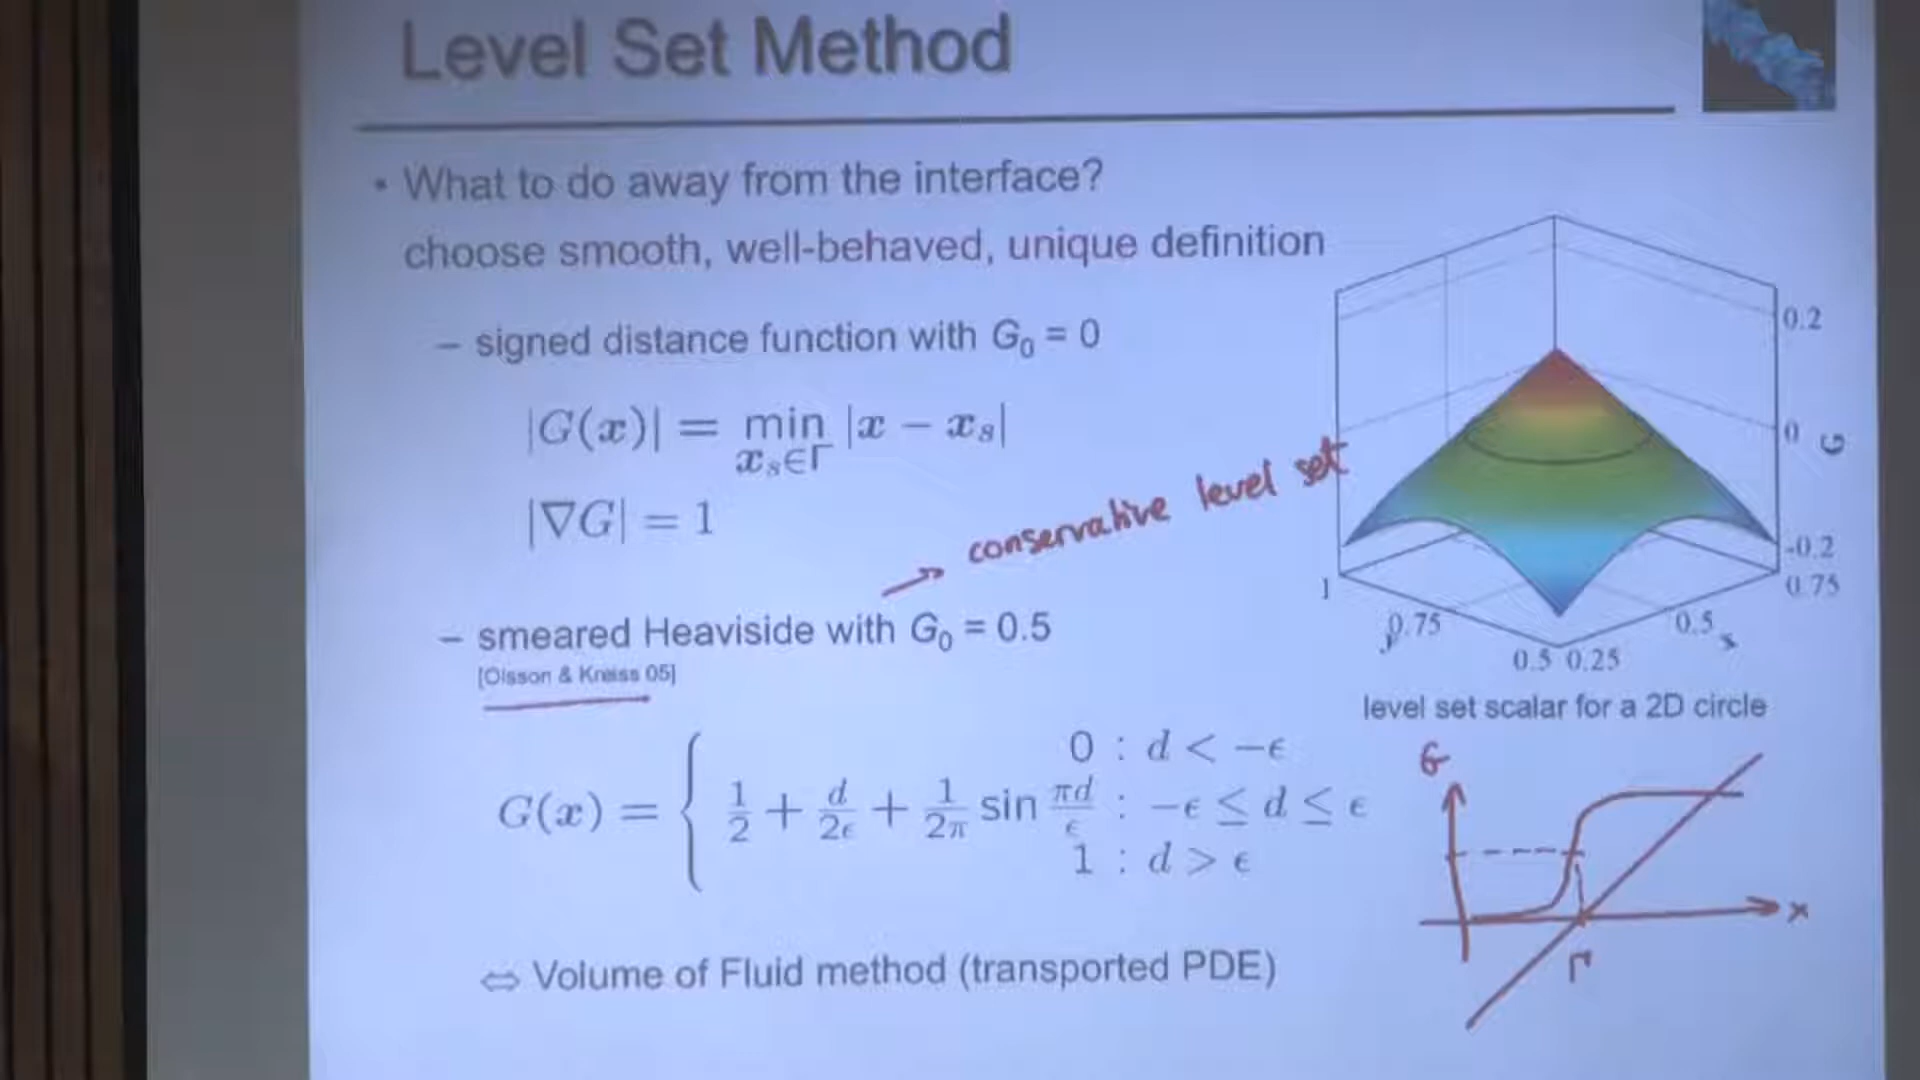 Level Set Method
• What to do away from the interface?
choose smooth, well-behaved, unique definition
– signed distance function with G₀ = 0
|G(x)| = min |x − xₛ|
xₛ∈Γ
|∇G| = 1
conservative level set
– smeared Heaviside with G₀ = 0.5
[Olsson & Kreiss 05]
G(x) = { 0 : d < −ϵ
1/2 + d/2ϵ + 1/2π sin πd/ϵ : −ϵ ≤ d ≤ ϵ
1 : d > ϵ
⇔ Volume of Fluid method (transported PDE)
0.2
0
G
-0.2
0.75
1
0.75
y
0.5
x
0.5 0.25
level set scalar for a 2D circle
G
x
Γ